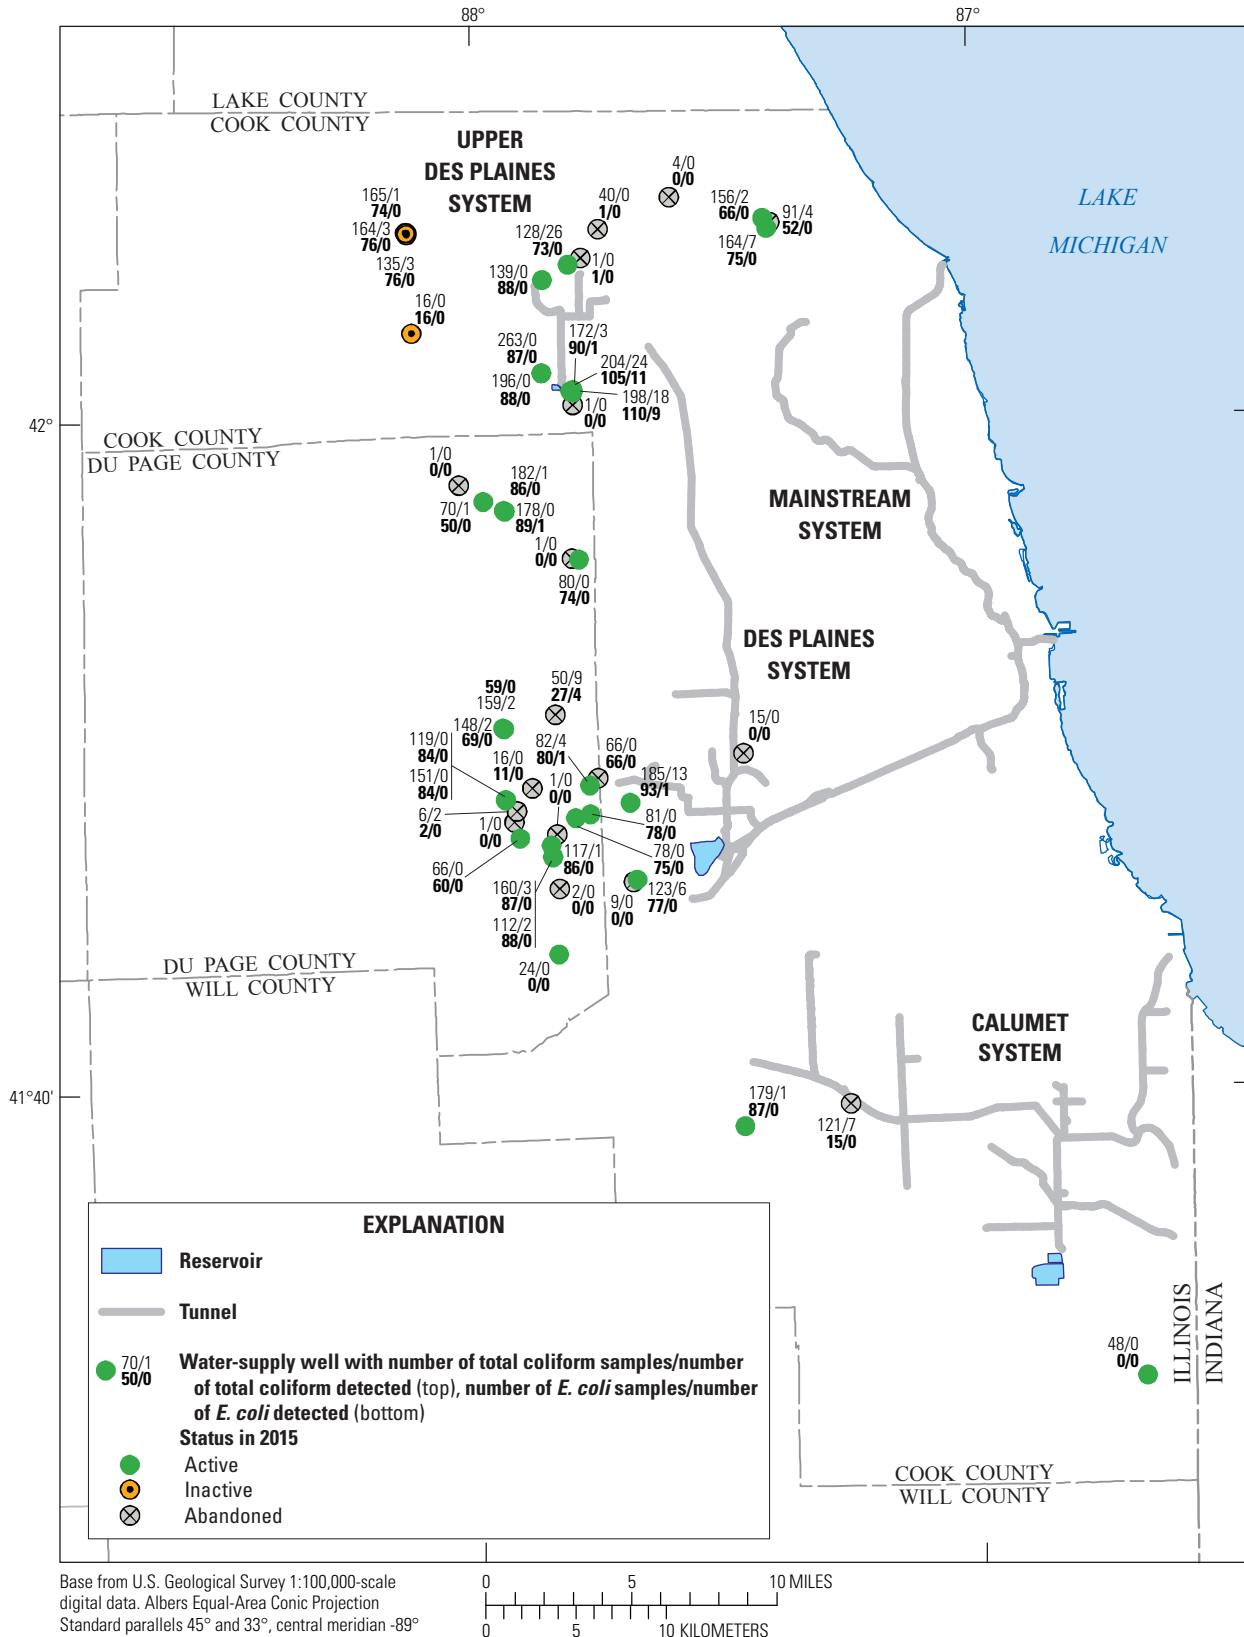 88°
87°
LAKE COUNTY
COOK COUNTY
UPPER
DES PLAINES
SYSTEM
LAKE
MICHIGAN
4/0
0/0
165/1
74/0
164/3
76/0
135/3
76/0
40/0
1/0
156/2
66/0
91/4
52/0
164/7
75/0
128/26
73/0
1/0
1/0
139/0
88/0
16/0
16/0
172/3
90/1
263/0
87/0
204/24
105/11
196/0
88/0
198/18
110/9
1/0
0/0
42°
COOK COUNTY
DU PAGE COUNTY
1/0
0/0
182/1
86/0
70/1
50/0
178/0
89/1
MAINSTREAM
SYSTEM
1/0
0/0
80/0
74/0
DES PLAINES
SYSTEM
59/0
159/2
50/9
27/4
148/2
69/0
15/0
0/0
119/0
84/0
82/4
80/1
66/0
66/0
16/0
11/0
151/0
84/0
1/0
0/0
185/13
93/1
6/2
2/0
1/0
0/0
81/0
78/0
66/0
60/0
117/1
86/0
78/0
75/0
160/3
87/0
2/0
0/0
9/0
0/0
123/6
77/0
112/2
88/0
24/0
0/0
DU PAGE COUNTY
WILL COUNTY
CALUMET
SYSTEM
41°40'
179/1
87/0
121/7
15/0
48/0
0/0
ILLINOIS
INDIANA
COOK COUNTY
WILL COUNTY
EXPLANATION
Reservoir
Tunnel
70/1
50/0
Water-supply well with number of total coliform samples/number
of total coliform detected (top), number of E. coli samples/number
of E. coli detected (bottom)
Status in 2015
Active
Inactive
Abandoned
Base from U.S. Geological Survey 1:100,000-scale
digital data. Albers Equal-Area Conic Projection
Standard parallels 45° and 33°, central meridian -89°
0 5 10 MILES
0 5 10 KILOMETERS